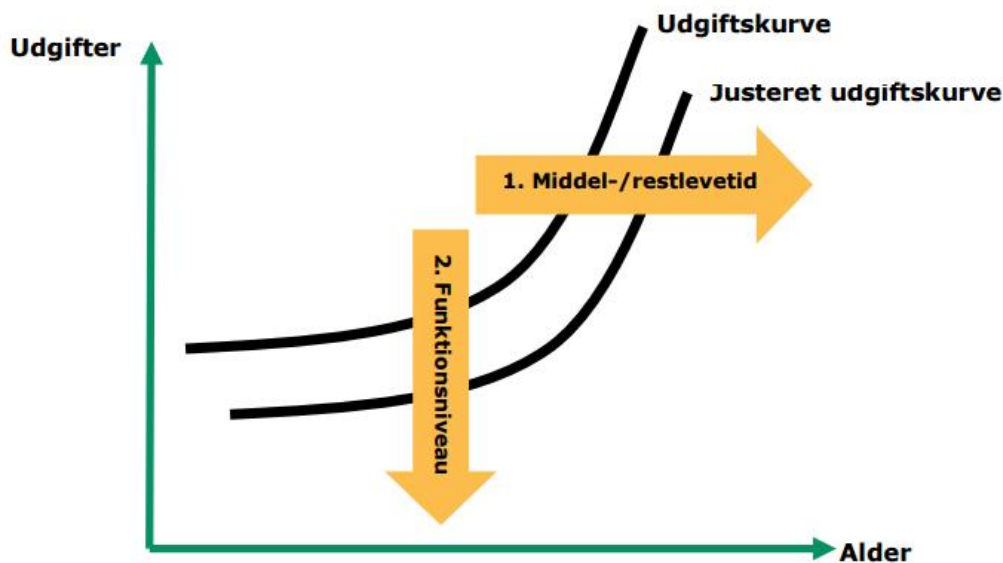 Udgiftskurve
Udgifter
Justeret udgiftskurve
1. Middel-/restlevetid
2. Funktionsniveau
Alder